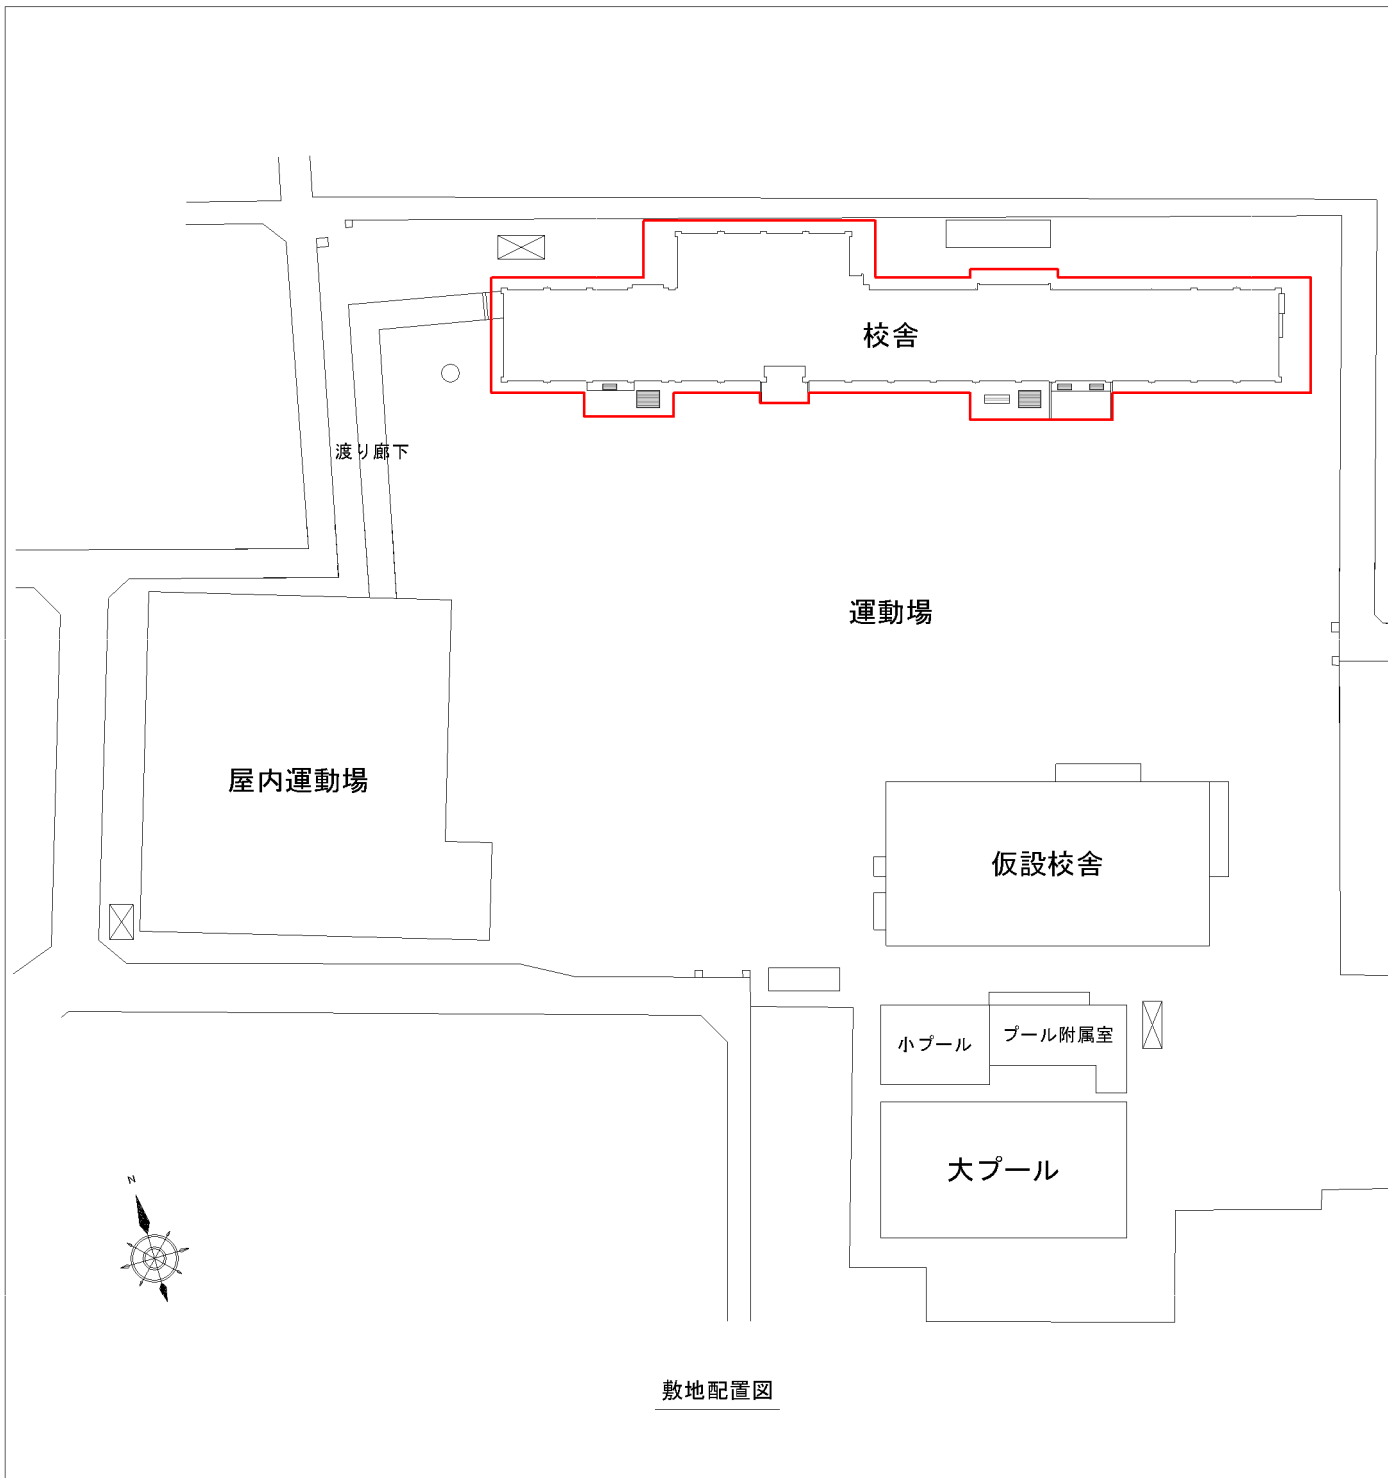 校舎
渡り廊下
運動場
屋内運動場
仮設校舎
小プール
プール附属室
大プール
N
敷地配置図